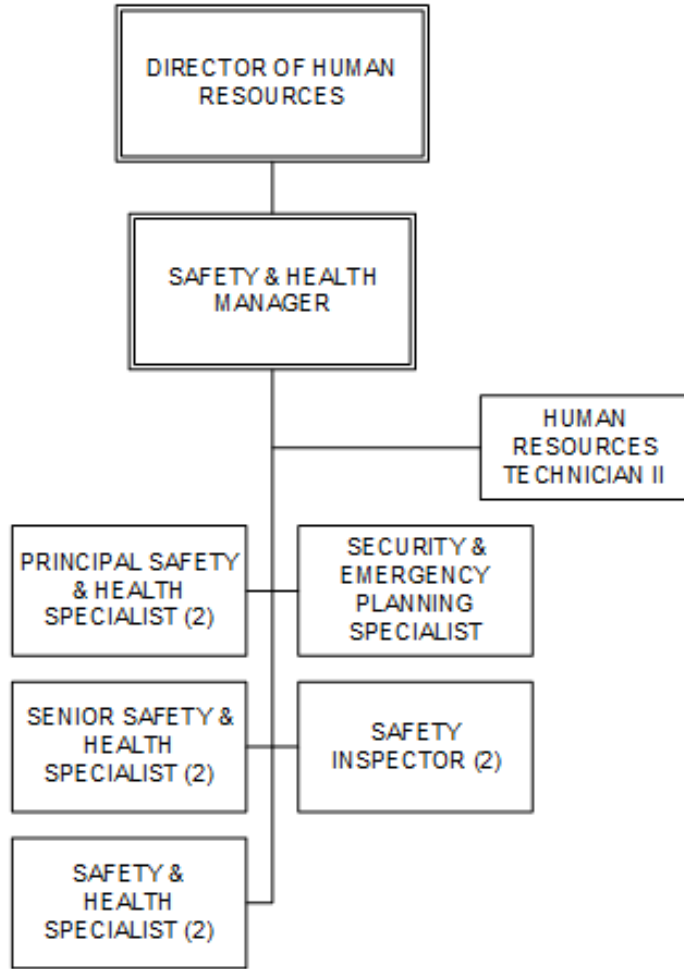 DIRECTOR OF HUMAN
RESOURCES
SAFETY & HEALTH
MANAGER
HUMAN
RESOURCES
TECHNICIAN II
PRINCIPAL SAFETY
& HEALTH
SPECIALIST (2)
SECURITY &
EMERGENCY
PLANNING
SPECIALIST
SENIOR SAFETY &
HEALTH
SPECIALIST (2)
SAFETY
INSPECTOR (2)
SAFETY &
HEALTH
SPECIALIST (2)